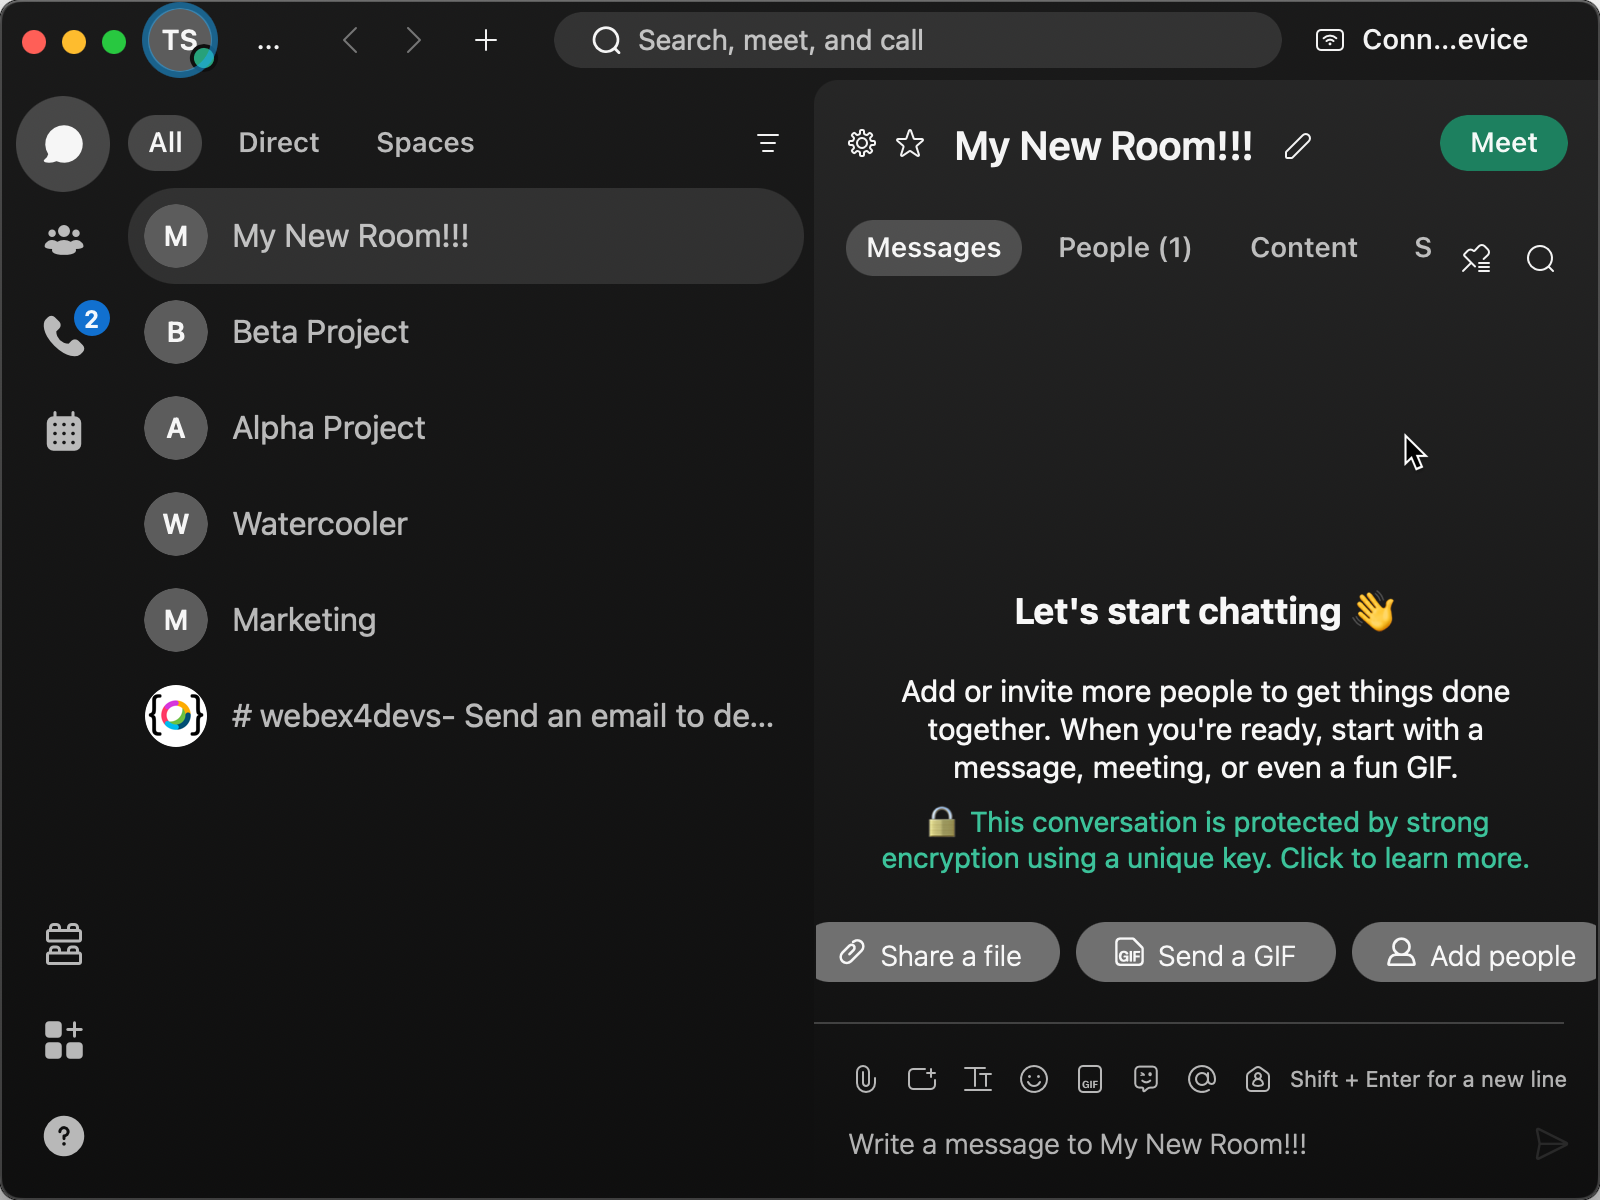 TS
...
Search, meet, and call
Conn...evice
All
Direct
Spaces
My New Room!!!
Meet
M
My New Room!!!
Messages
People (1)
Content
S
2
B
Beta Project
A
Alpha Project
W
Watercooler
M
Marketing
# webex4devs- Send an email to de...
Let's start chatting 👋
Add or invite more people to get things done
together. When you're ready, start with a
message, meeting, or even a fun GIF.
🔒 This conversation is protected by strong
encryption using a unique key. Click to learn more.
Share a file
GIF
Send a GIF
Add people
GIF
Shift + Enter for a new line
?
Write a message to My New Room!!!